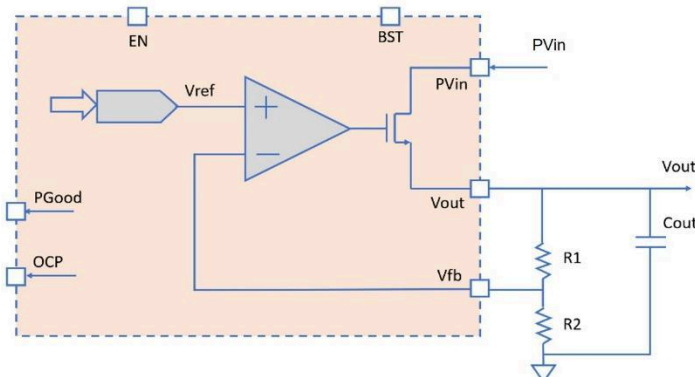 EN
BST
PVin
PVin
Vref
+
−
Vout
PGood
Vout
Cout
OCP
R1
Vfb
R2